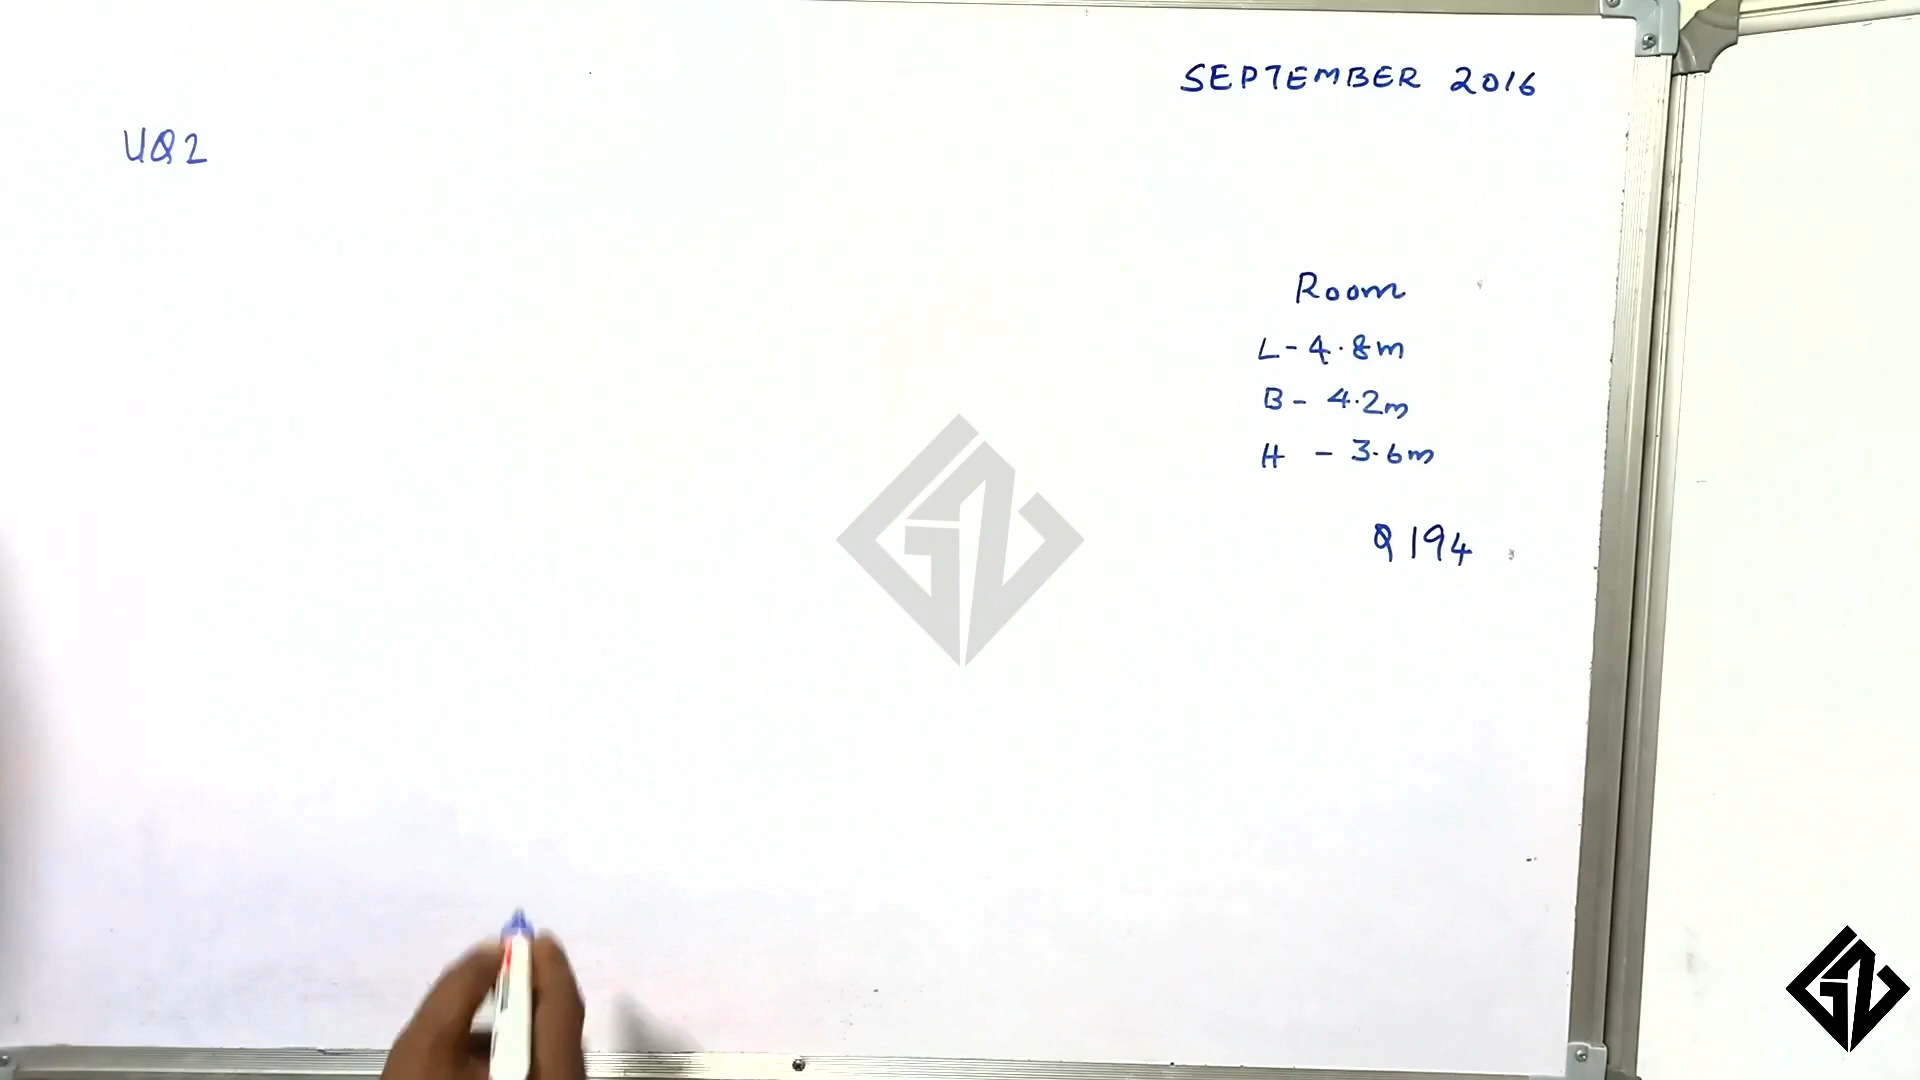 SEPTEMBER 2016
UQ2
Room
L - 4.8m
B - 4.2m
H - 3.6m
Q 194